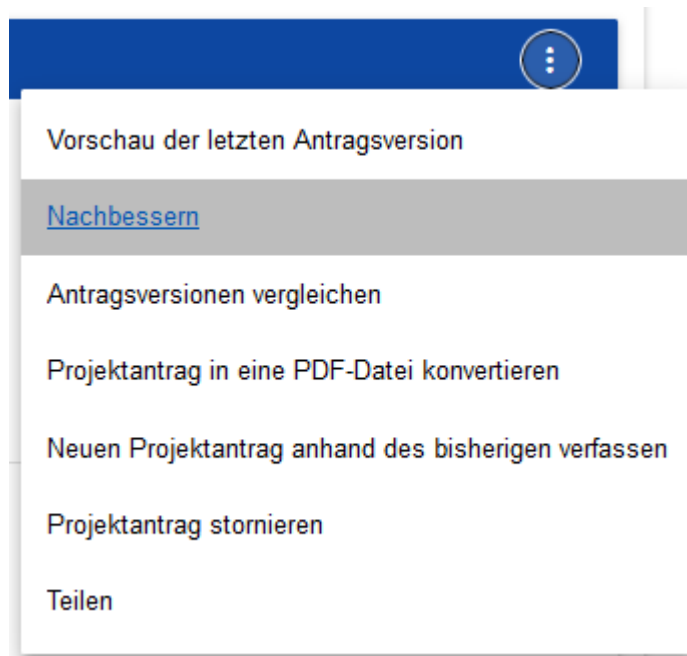 Vorschau der letzten Antragsversion
Nachbessern
Antragsversionen vergleichen
Projektantrag in eine PDF-Datei konvertieren
Neuen Projektantrag anhand des bisherigen verfassen
Projektantrag stornieren
Teilen